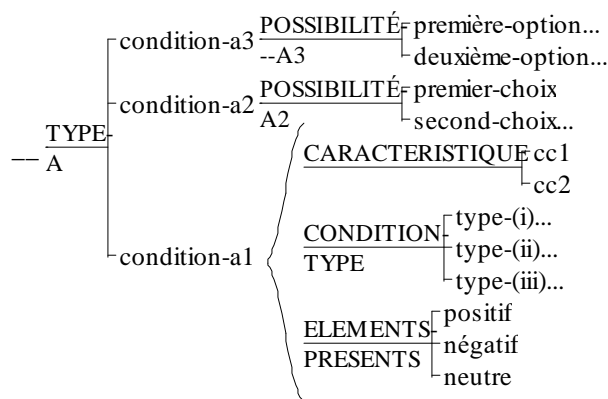 POSSIBILITÉ première-option...
condition-a3
--A3 deuxième-option...
POSSIBILITÉ premier-choix
condition-a2
A2 second-choix...
TYPE
A
CARACTERISTIQUE cc1
cc2
condition-a1
CONDITION type-(i)...
TYPE type-(ii)...
type-(iii)...
ELEMENTS positif
PRESENTS négatif
neutre